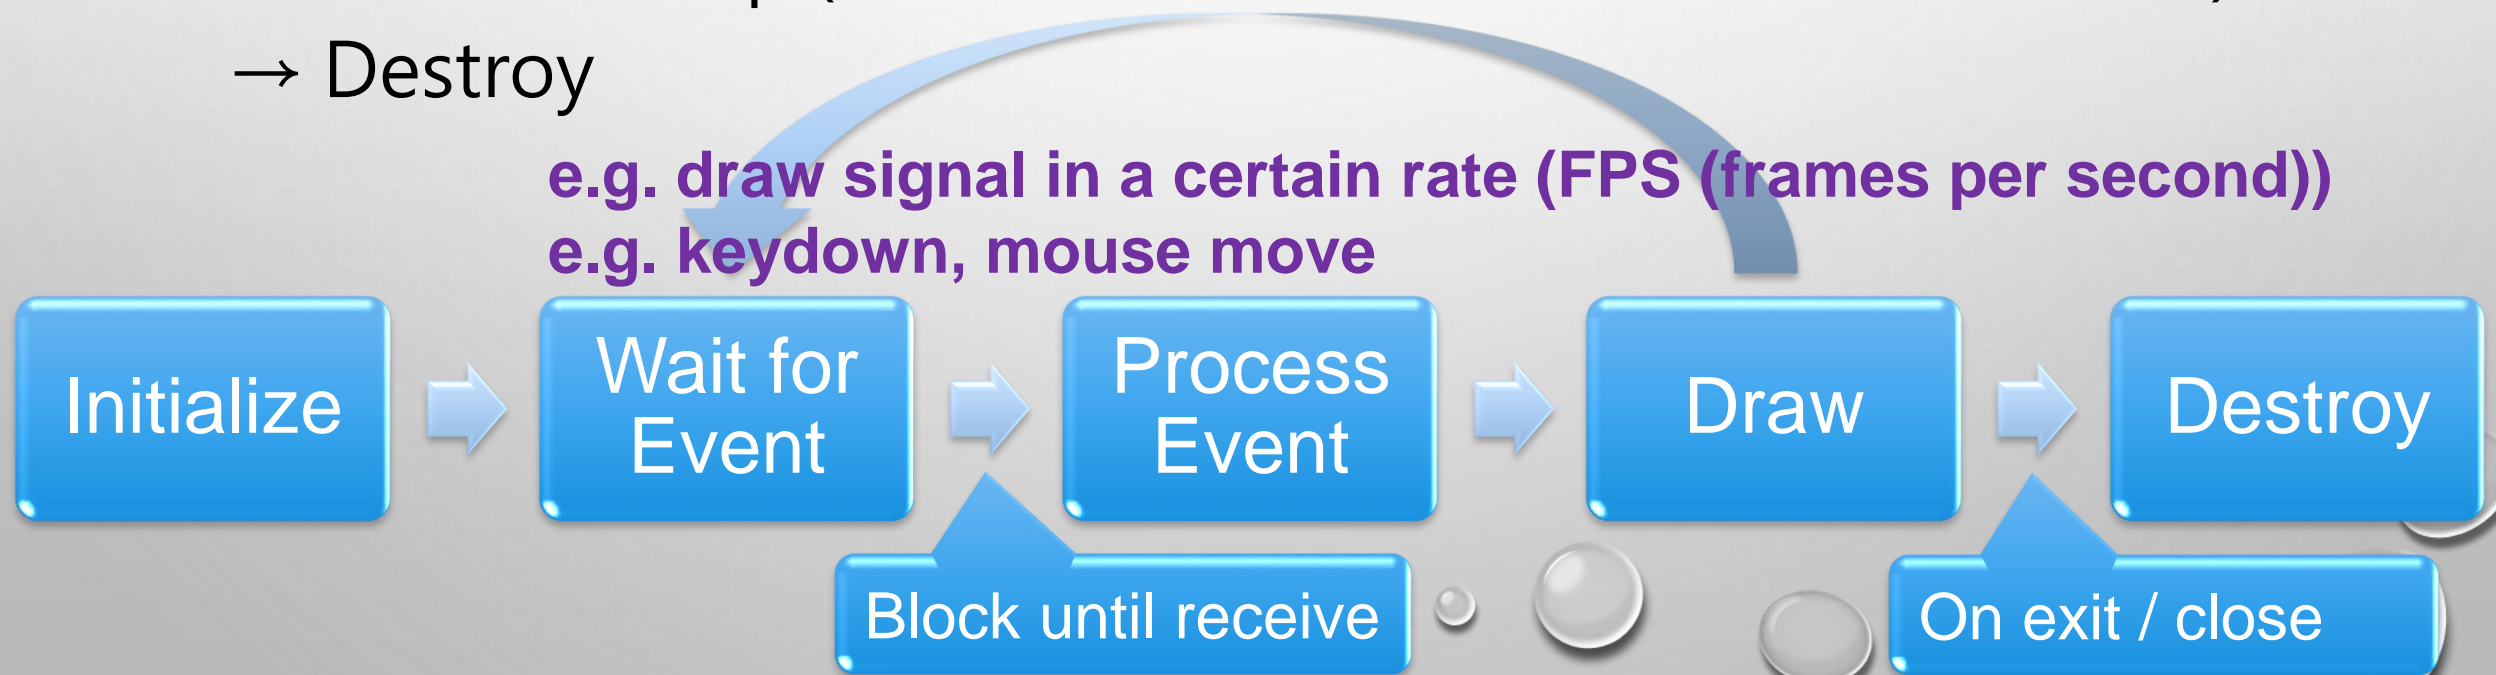 → Destroy
e.g. draw signal in a certain rate (FPS (frames per second))
e.g. keydown, mouse move
Initialize
Wait for
Event
Process
Event
Draw
Destroy
Block until receive
On exit / close